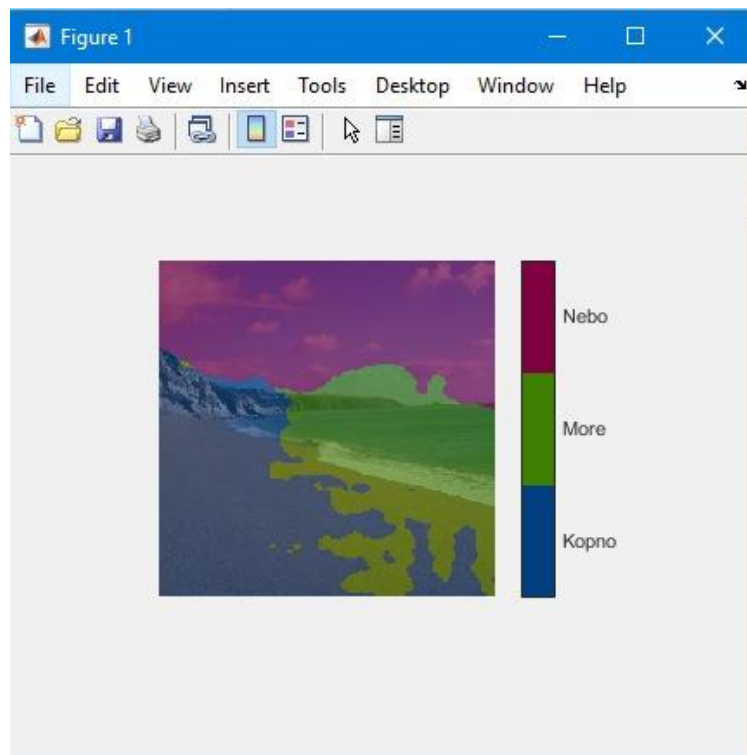 Figure 1
File Edit View Insert Tools Desktop Window Help
Nebo
More
Kopno